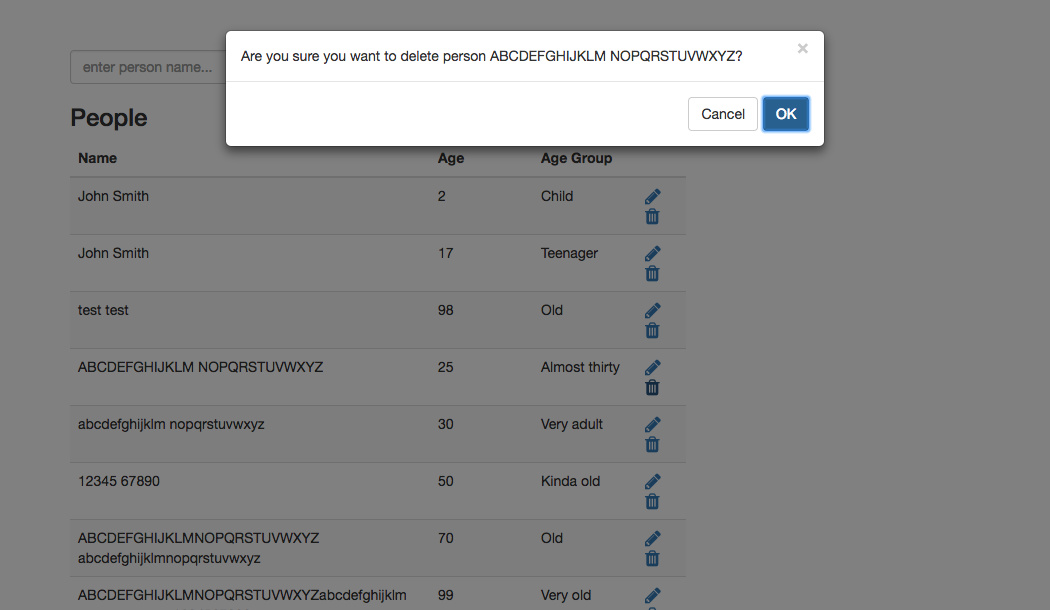 Are you sure you want to delete person ABCDEFGHIJKLM NOPQRSTUVWXYZ?
×
Cancel OK
enter person name...
People
Name Age Age Group
John Smith 2 Child
John Smith 17 Teenager
test test 98 Old
ABCDEFGHIJKLM NOPQRSTUVWXYZ 25 Almost thirty
abcdefghijklm nopqrstuvwxyz 30 Very adult
12345 67890 50 Kinda old
ABCDEFGHIJKLMNOPQRSTUVWXYZ 70 Old
abcdefghijklmnopqrstuvwxyz
ABCDEFGHIJKLMNOPQRSTUVWXYZabcdefghijklm 99 Very old